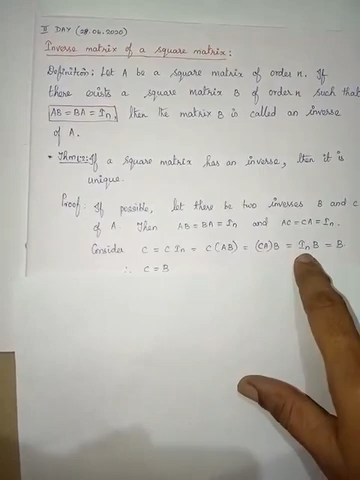 II DAY (28.06.2020)
Inverse matrix of a square matrix:
Definition: Let A be a square matrix of order n. If
there exists a square matrix B of order n such that
AB = BA = In, then the matrix B is called an inverse
of A.
• Thm: If a square matrix has an inverse, then it is
unique.
Proof: If possible, let there be two inverses B and C
of A. Then AB = BA = In and AC = CA = In.
Consider C = C In = C(AB) = (CA)B = In B = B
∴ C = B